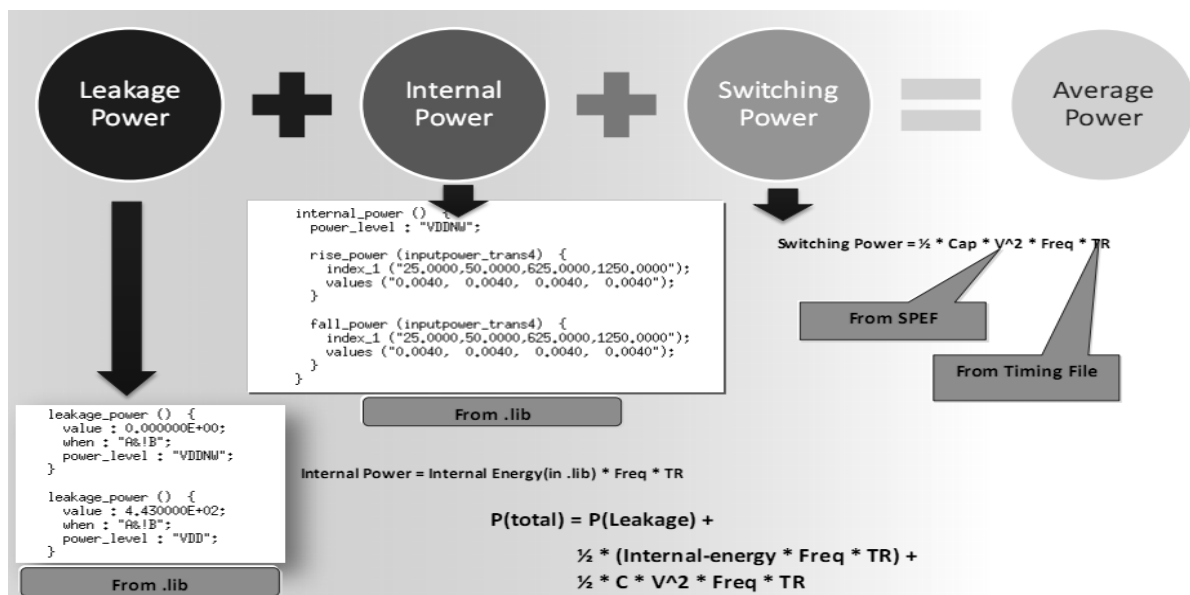 Leakage
Power
Internal
Power
Switching
Power
Average
Power
internal_power () {
power_level : "VDDNW";
rise_power (inputpower_trans4) {
index_1 ("25.0000,50.0000,625.0000,1250.0000");
values ("0.0040, 0.0040, 0.0040, 0.0040");
}
fall_power (inputpower_trans4) {
index_1 ("25.0000,50.0000,625.0000,1250.0000");
values ("0.0040, 0.0040, 0.0040, 0.0040");
}
}
From .lib
Switching Power = ½ * Cap * V^2 * Freq * TR
From SPEF
From Timing File
leakage_power () {
value : 0.000000E+00;
when : "A&!B";
power_level : "VDDNW";
}
leakage_power () {
value : 4.430000E+02;
when : "A&!B";
power_level : "VDD";
}
From .lib
Internal Power = Internal Energy(in .lib) * Freq * TR
P(total) = P(Leakage) +
½ * (Internal-energy * Freq * TR) +
½ * C * V^2 * Freq * TR